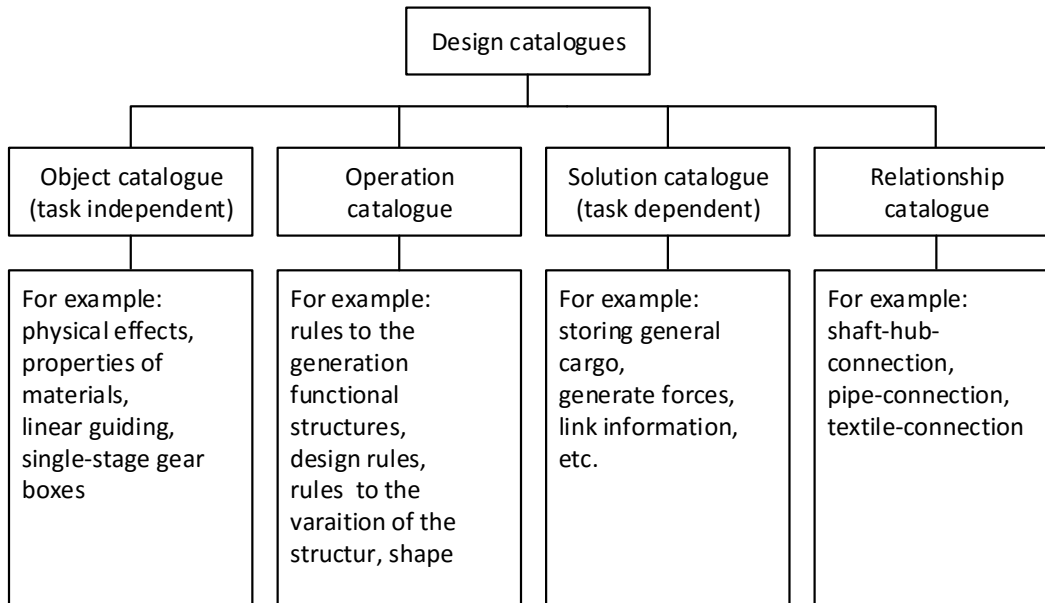 Design catalogues
Object catalogue
(task independent)
Operation
catalogue
Solution catalogue
(task dependent)
Relationship
catalogue
For example:
physical effects,
properties of
materials,
linear guiding,
single-stage gear
boxes
For example:
rules to the
generation
functional
structures,
design rules,
rules  to the
varaition of the
structur, shape
For example:
storing general
cargo,
generate forces,
link information,
etc.
For example:
shaft-hub-
connection,
pipe-connection,
textile-connection